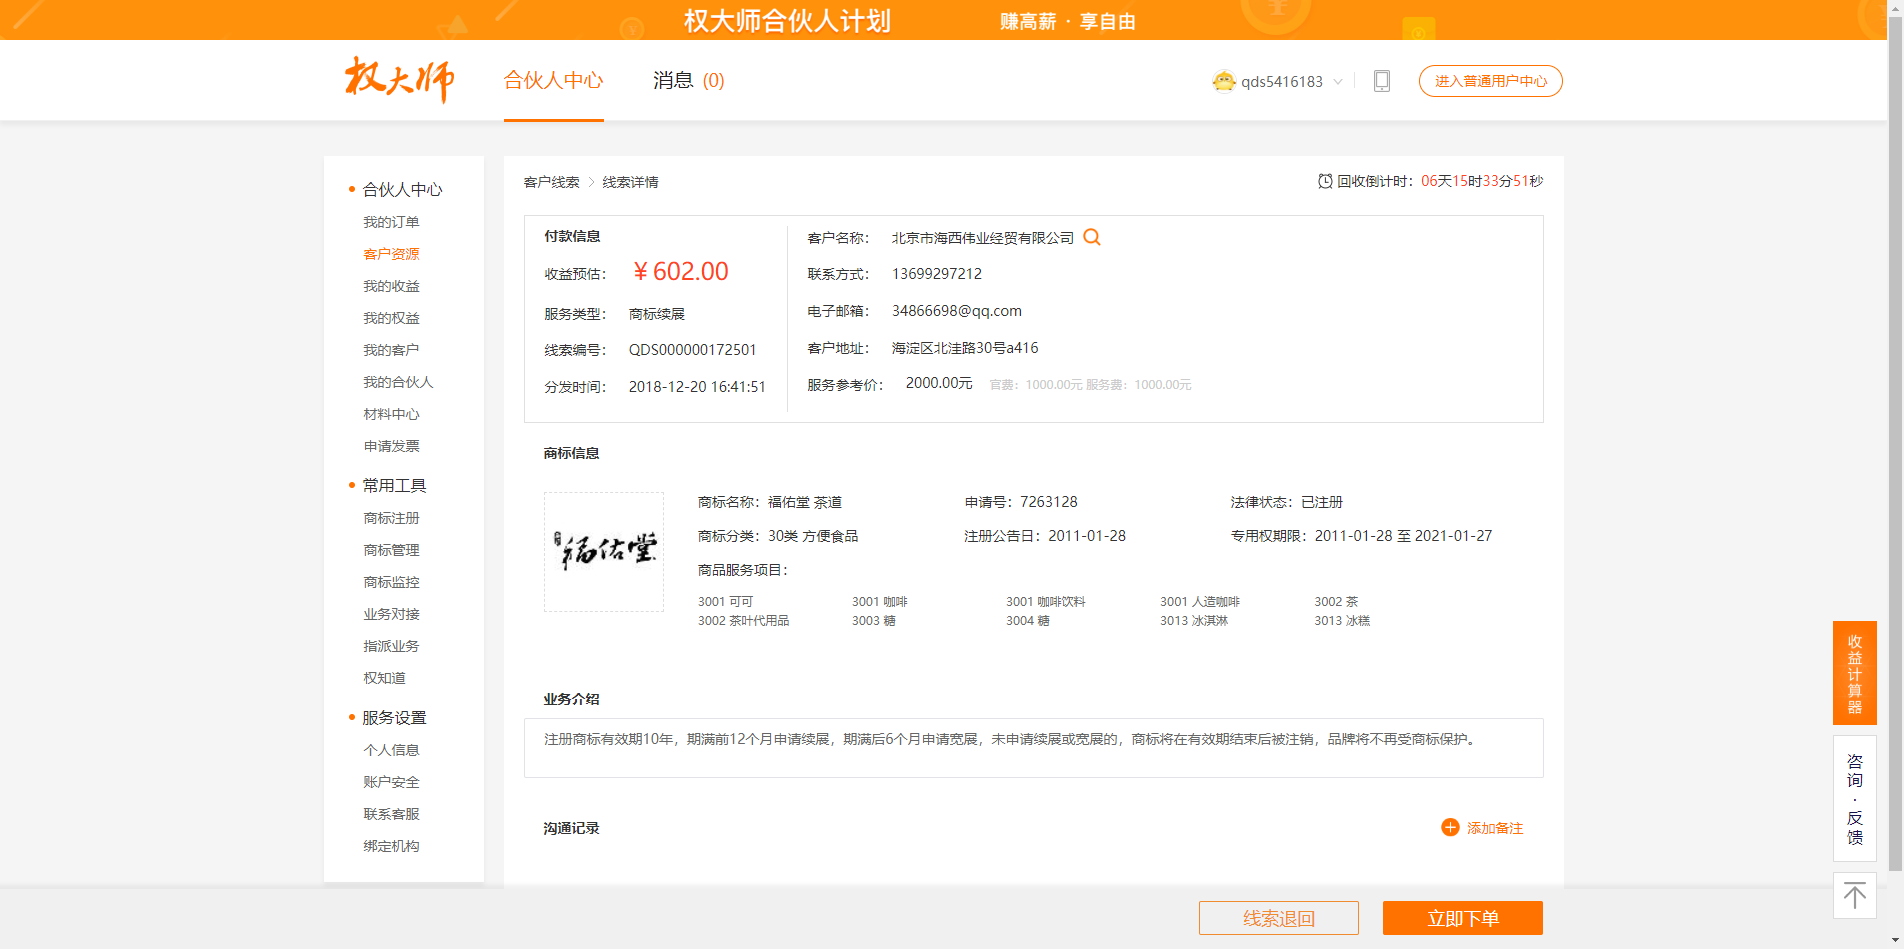 权大师合伙人计划 赚高薪 · 享自由
权大师 合伙人中心 消息 (0) qds5416183 进入普通用户中心
合伙人中心
我的订单
客户资源
我的收益
我的权益
我的客户
我的合伙人
材料中心
申请发票
常用工具
商标注册
商标管理
商标监控
业务对接
指派业务
权知道
服务设置
个人信息
账户安全
联系客服
绑定机构
客户线索 > 线索详情 回收倒计时：06天15时33分51秒
付款信息
收益预估： ￥602.00
服务类型： 商标续展
线索编号： QDS000000172501
分发时间： 2018-12-20 16:41:51
客户名称： 北京市海西伟业经贸有限公司
联系方式： 13699297212
电子邮箱： 34866698@qq.com
客户地址： 海淀区北洼路30号a416
服务参考价： 2000.00元 官费：1000.00元 服务费：1000.00元
商标信息
福佑堂
商标名称：福佑堂 茶道 申请号：7263128 法律状态：已注册
商标分类：30类 方便食品 注册公告日：2011-01-28 专用权期限：2011-01-28 至 2021-01-27
商品服务项目：
3001 可可 3001 咖啡 3001 咖啡饮料 3001 人造咖啡 3002 茶
3002 茶叶代用品 3003 糖 3004 糖 3013 冰淇淋 3013 冰糕
业务介绍
注册商标有效期10年，期满前12个月申请续展，期满后6个月申请宽展，未申请续展或宽展的，商标将在有效期结束后被注销，品牌将不再受商标保护。
沟通记录 添加备注
线索退回 立即下单
收益计算器
咨询·反馈